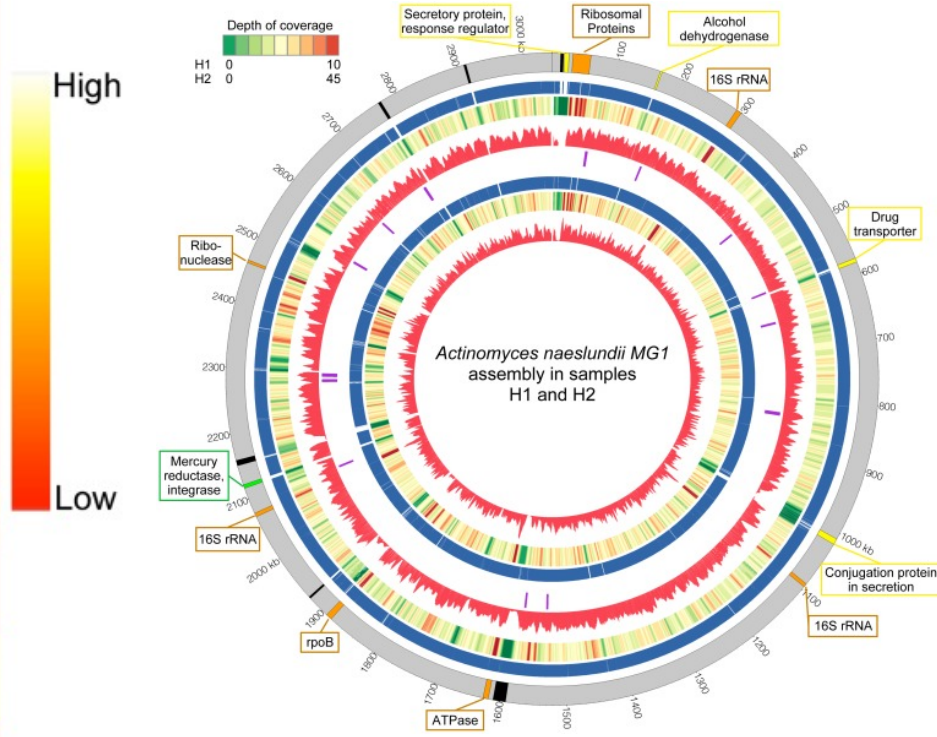 High
Low
Depth of coverage
H1 0 10
H2 0 45
Secretory protein,
response regulator
Ribosomal
Proteins
Alcohol
dehydrogenase
16S rRNA
Drug
transporter
Conjugation protein
in secretion
16S rRNA
ATPase
rpoB
16S rRNA
Mercury
reductase,
integrase
Ribo-
nuclease
3000 kb
100
200
300
400
500
600
700
800
900
1000 kb
1100
1200
1300
1400
1500
1600
1700
1800
1900
2000 kb
2100
2200
2300
2400
2500
2600
2700
2800
2900
Actinomyces naeslundii MG1
assembly in samples
H1 and H2